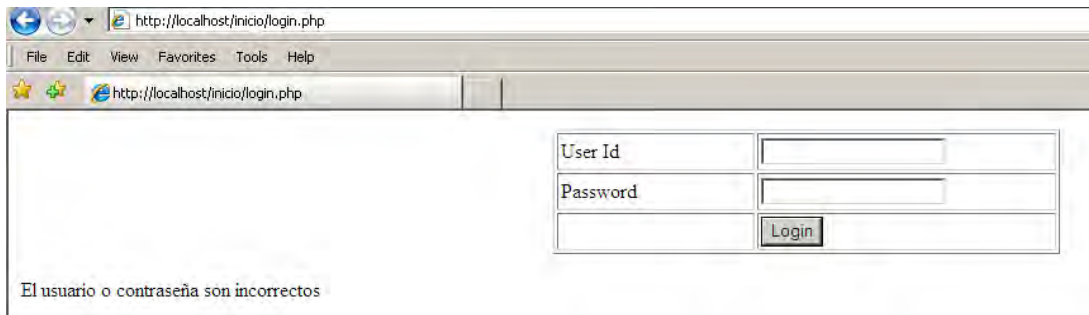 http://localhost/inicio/login.php
File Edit View Favorites Tools Help
http://localhost/inicio/login.php
User Id
Password
Login
El usuario o contraseña son incorrectos